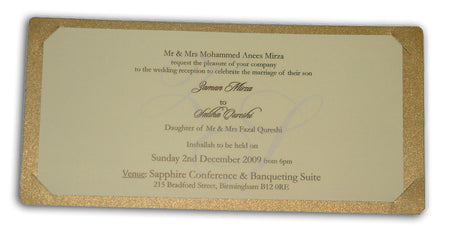 Mr & Mrs Mohammed Anees Mirza
request the pleasure of your company
to the wedding reception to celebrate the marriage of their son
Jaman Mirza
to
Saliha Qureshi
Daughter of Mr & Mrs Fazal Qureshi
Inshallah to be held on
Sunday 2nd December 2009 from 6pm
Venue: Sapphire Conference & Banqueting Suite
215 Bradford Street, Birmingham B12 0RE